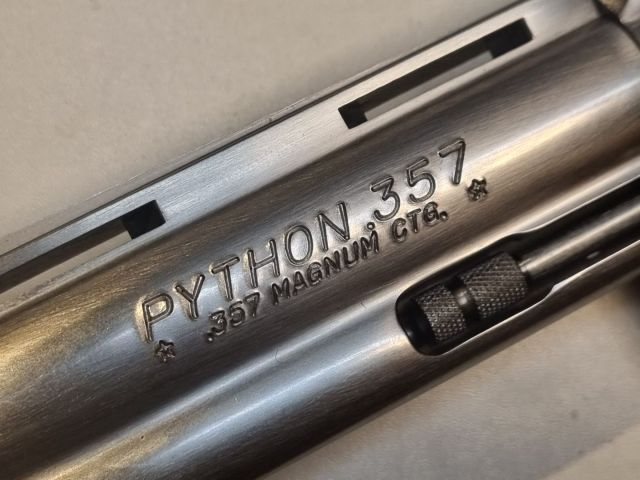 PYTHON .357
☆ .357 MAGNUM CTG. ☆